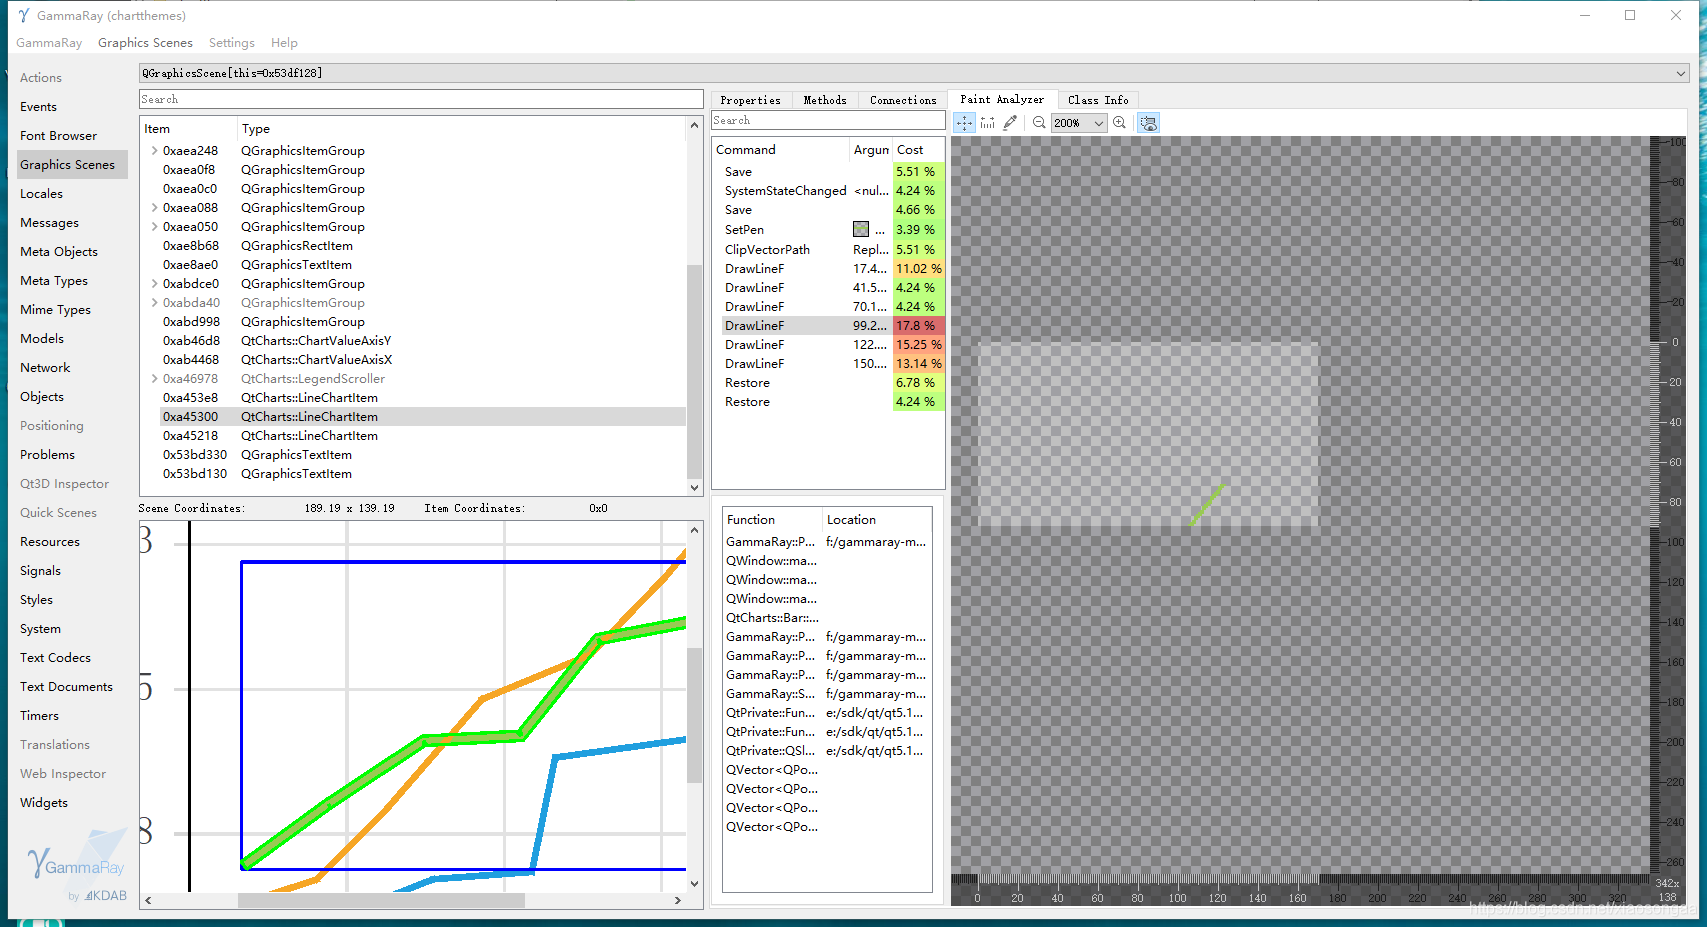 GammaRay (chartthemes)
GammaRay Graphics Scenes Settings Help
Actions
Events
Font Browser
Graphics Scenes
Locales
Messages
Meta Objects
Meta Types
Mime Types
Models
Network
Objects
Positioning
Problems
Qt3D Inspector
Quick Scenes
Resources
Signals
Styles
System
Text Codecs
Text Documents
Timers
Translations
Web Inspector
Widgets
GammaRay
by KDAB
QGraphicsScene[this=0x53df128]
Search
Item Type
0xaea248 QGraphicsItemGroup
0xaea0f8 QGraphicsItemGroup
0xaea0c0 QGraphicsItemGroup
0xaea088 QGraphicsItemGroup
0xaea050 QGraphicsItemGroup
0xae8b68 QGraphicsRectItem
0xae8ae0 QGraphicsTextItem
0xabdce0 QGraphicsItemGroup
0xabda40 QGraphicsItemGroup
0xabd998 QGraphicsItemGroup
0xab46d8 QtCharts::ChartValueAxisY
0xab4468 QtCharts::ChartValueAxisX
0xa46978 QtCharts::LegendScroller
0xa453e8 QtCharts::LineChartItem
0xa45300 QtCharts::LineChartItem
0xa45218 QtCharts::LineChartItem
0x53bd330 QGraphicsTextItem
0x53bd130 QGraphicsTextItem
Scene Coordinates: 189.19 x 139.19 Item Coordinates: 0x0
3
5
8
Properties Methods Connections Paint Analyzer Class Info
Search
200%
Command Argum Cost
Save 5.51 %
SystemStateChanged <nul... 4.24 %
Save 4.66 %
SetPen ... 3.39 %
ClipVectorPath Repl... 5.51 %
DrawLineF 17.4... 11.02 %
DrawLineF 41.5... 4.24 %
DrawLineF 70.1... 4.24 %
DrawLineF 99.2... 17.8 %
DrawLineF 122.... 15.25 %
DrawLineF 150.... 13.14 %
Restore 6.78 %
Restore 4.24 %
Function Location
GammaRay::P... f:/gammaray-m...
QWindow::ma...
QWindow::ma...
QWindow::ma...
QtCharts::Bar::...
GammaRay::P... f:/gammaray-m...
GammaRay::P... f:/gammaray-m...
GammaRay::P... f:/gammaray-m...
GammaRay::S... f:/gammaray-m...
QtPrivate::Fun... e:/sdk/qt/qt5.1...
QtPrivate::Fun... e:/sdk/qt/qt5.1...
QtPrivate::QSl... e:/sdk/qt/qt5.1...
QVector<QPo...
QVector<QPo...
QVector<QPo...
QVector<QPo...
-100
-80
-60
-40
-20
0
20
40
60
80
100
120
140
160
180
200
220
240
260
0 20 40 60 80 100 120 140 160 180 200 220 240 260 280 300 320
342x
138
https://blog.csdn.net/xiaosongaa